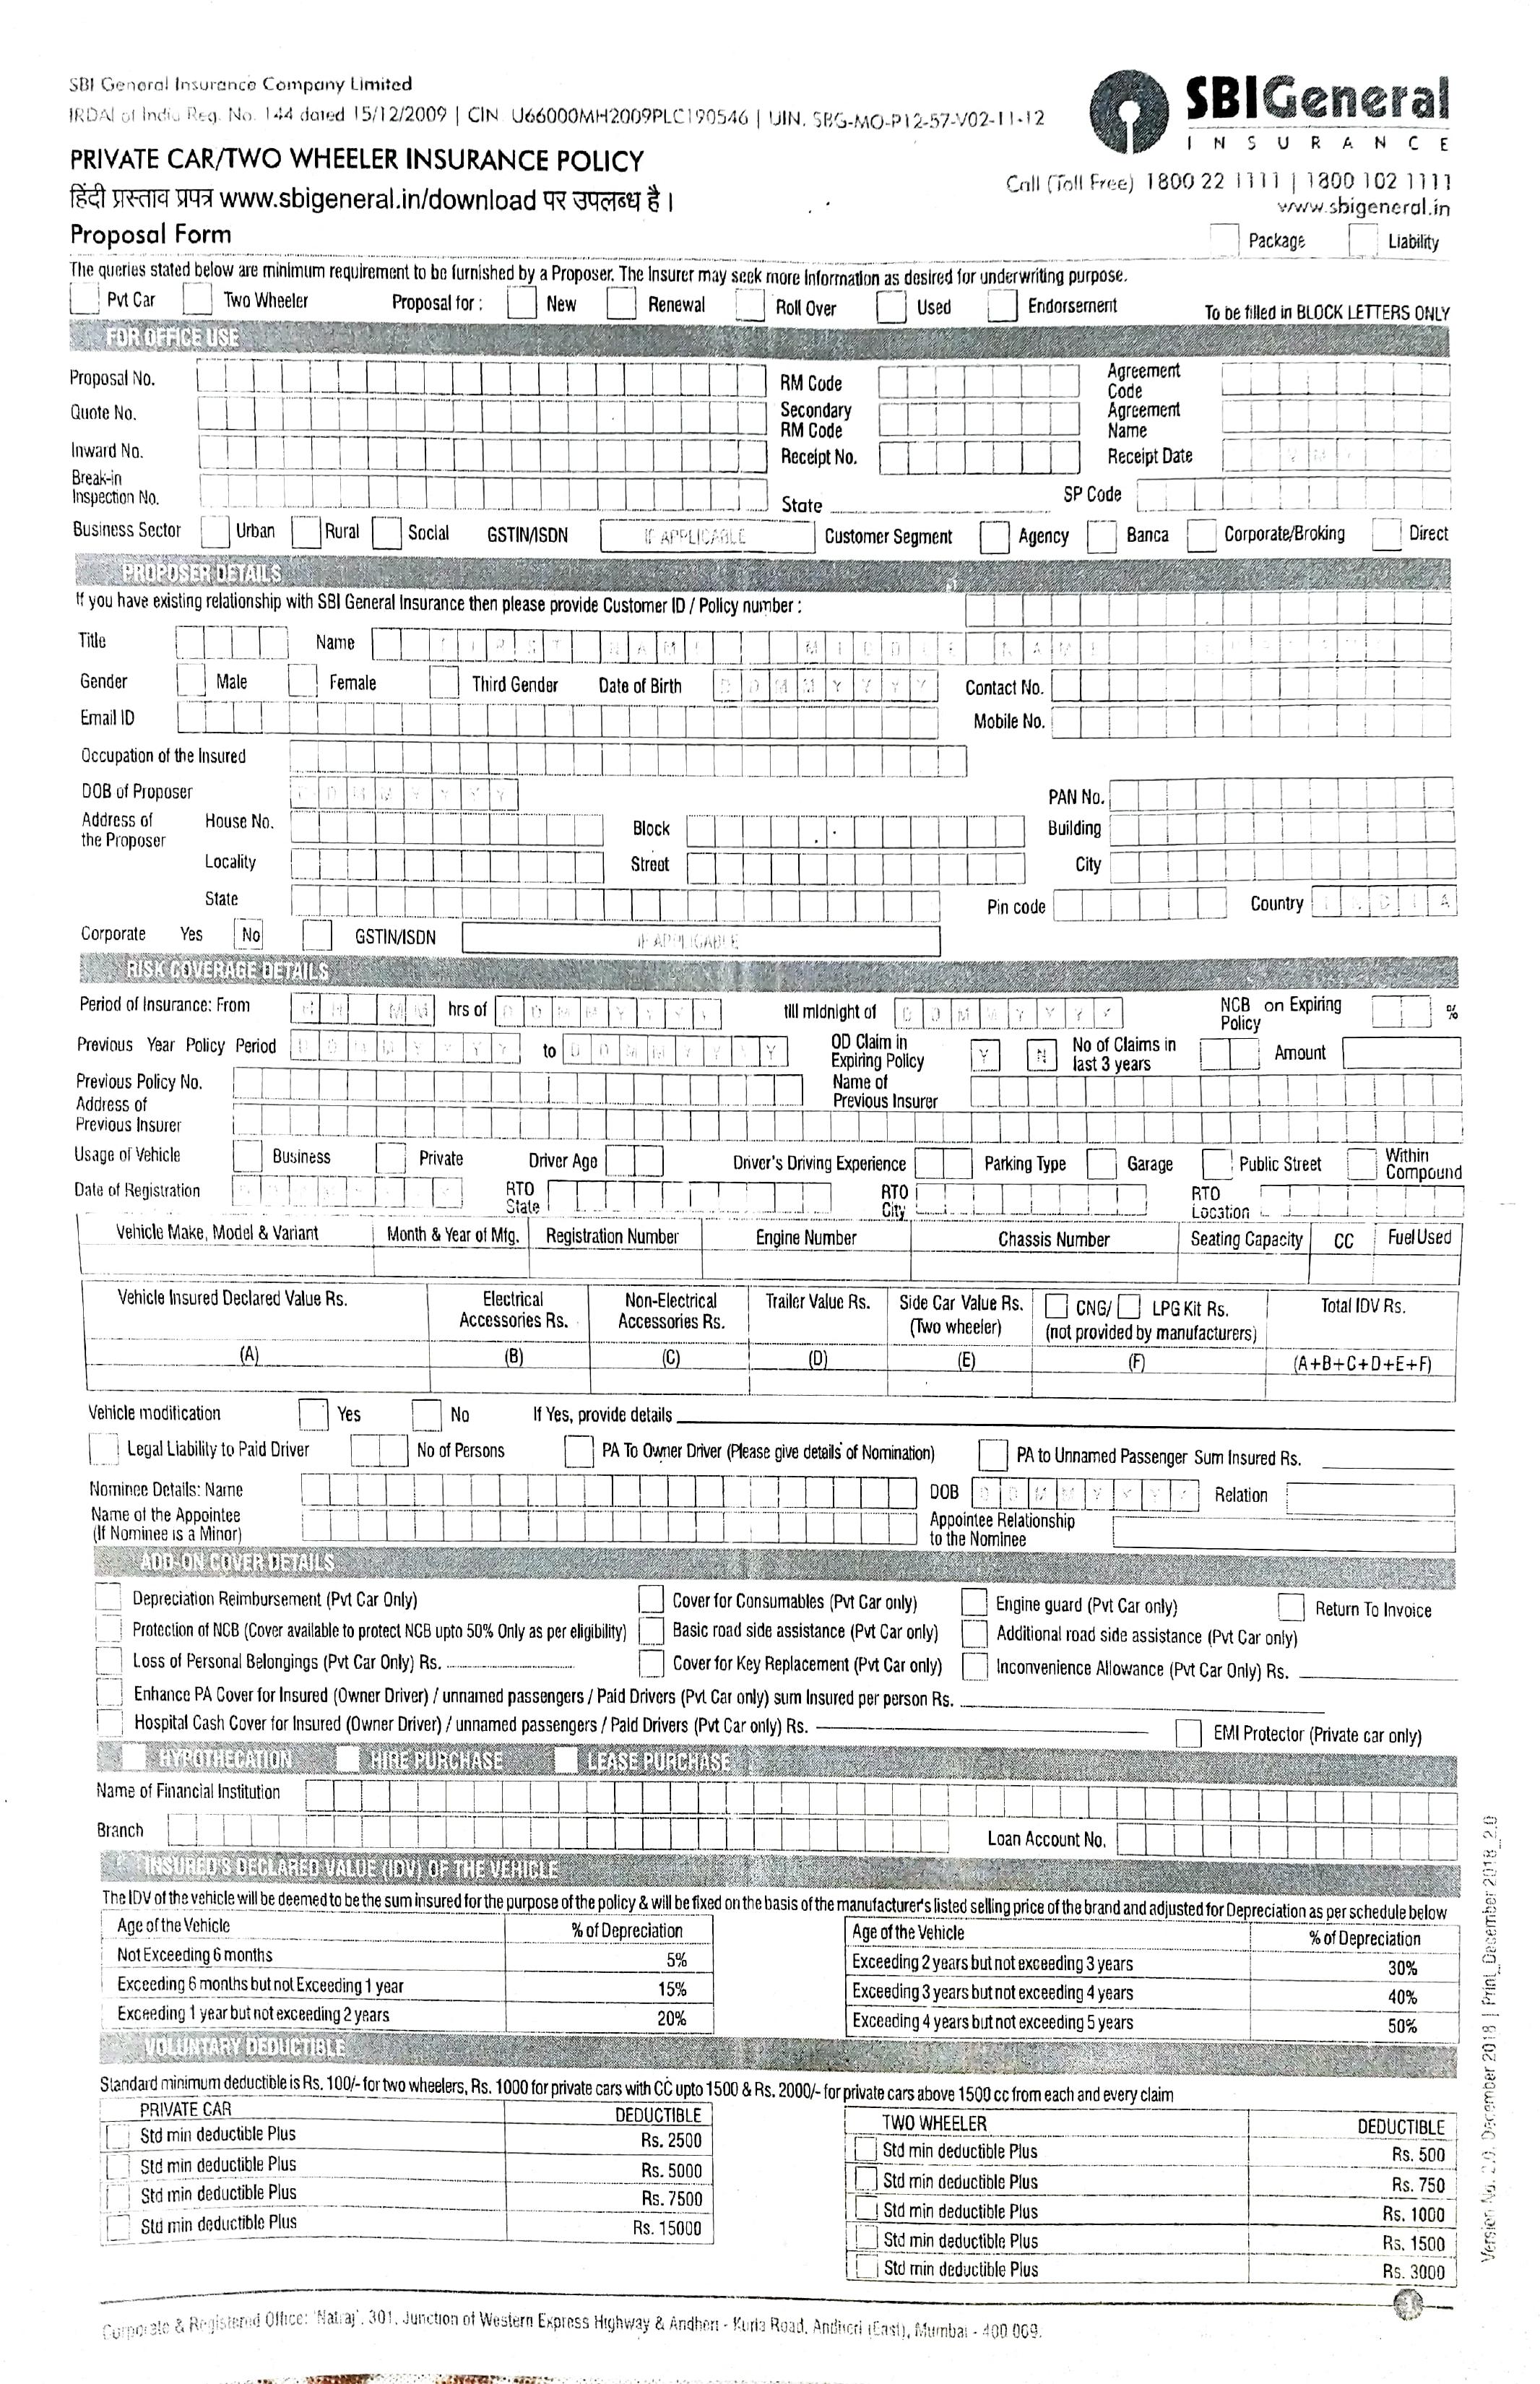 SBI General Insurance Company Limited
IRDAI of India Reg. No. 144 dated 15/12/2009 | CIN U66000MH2009PLC190546 | UIN. SBG-MO-P12-57-V02-11-12
SBIGeneral
INSURANCE
PRIVATE CAR/TWO WHEELER INSURANCE POLICY
Call (Toll Free) 1800 22 1111 | 1800 102 1111
हिंदी प्रस्ताव प्रपत्र www.sbigeneral.in/download पर उपलब्ध है।
www.sbigeneral.in
Proposal Form Package Liability
The queries stated below are minimum requirement to be furnished by a Proposer. The Insurer may seek more Information as desired for underwriting purpose.
Pvt Car Two Wheeler Proposal for : New Renewal Roll Over Used Endorsement To be filled in BLOCK LETTERS ONLY
FOR OFFICE USE
Proposal No. RM Code Agreement Code
Quote No. Secondary RM Code Agreement Name
Inward No. Receipt No. Receipt Date
Break-in Inspection No. State SP Code
Business Sector Urban Rural Social GSTIN/ISDN IF APPLICABLE Customer Segment Agency Banca Corporate/Broking Direct
PROPOSER DETAILS
If you have existing relationship with SBI General Insurance then please provide Customer ID / Policy number :
Title Name FIRST NAME MIDDLE NAME
Gender Male Female Third Gender Date of Birth D D M M Y Y Y Y Contact No.
Email ID Mobile No.
Occupation of the Insured
DOB of Proposer D D M M Y Y Y Y PAN No.
Address of the Proposer House No. Block Building
Locality Street City
State Pin code Country I N D I A
Corporate Yes No GSTIN/ISDN IF APPLICABLE
RISK COVERAGE DETAILS
Period of Insurance: From H H M M hrs of D D M M Y Y Y Y till midnight of D D M M Y Y Y Y NCB on Expiring Policy %
Previous Year Policy Period D D M M Y Y Y Y to D D M M Y Y Y Y OD Claim in Expiring Policy Y N No of Claims in last 3 years Amount
Previous Policy No. Name of Previous Insurer
Address of Previous Insurer
Usage of Vehicle Business Private Driver Age Driver's Driving Experience Parking Type Garage Public Street Within Compound
Date of Registration RTO State RTO City RTO Location
Vehicle Make, Model & Variant Month & Year of Mfg. Registration Number Engine Number Chassis Number Seating Capacity CC Fuel Used
Vehicle Insured Declared Value Rs. Electrical Accessories Rs. Non-Electrical Accessories Rs. Trailer Value Rs. Side Car Value Rs. (Two wheeler) CNG/ LPG Kit Rs. (not provided by manufacturers) Total IDV Rs.
(A) (B) (C) (D) (E) (F) (A+B+C+D+E+F)
Vehicle modification Yes No If Yes, provide details
Legal Liability to Paid Driver No of Persons PA To Owner Driver (Please give details of Nomination) PA to Unnamed Passenger Sum Insured Rs.
Nominee Details: Name DOB D D M M Y Y Y Y Relation
Name of the Appointee (If Nominee is a Minor) Appointee Relationship to the Nominee
ADD-ON COVER DETAILS
Depreciation Reimbursement (Pvt Car Only) Cover for Consumables (Pvt Car only) Engine guard (Pvt Car only) Return To Invoice
Protection of NCB (Cover available to protect NCB upto 50% Only as per eligibility) Basic road side assistance (Pvt Car only) Additional road side assistance (Pvt Car only)
Loss of Personal Belongings (Pvt Car Only) Rs. Cover for Key Replacement (Pvt Car only) Inconvenience Allowance (Pvt Car Only) Rs.
Enhance PA Cover for Insured (Owner Driver) / unnamed passengers / Paid Drivers (Pvt Car only) sum Insured per person Rs.
Hospital Cash Cover for Insured (Owner Driver) / unnamed passengers / Paid Drivers (Pvt Car only) Rs. EMI Protector (Private car only)
HYPOTHECATION HIRE PURCHASE LEASE PURCHASE
Name of Financial Institution
Branch Loan Account No.
INSURED'S DECLARED VALUE (IDV) OF THE VEHICLE
The IDV of the vehicle will be deemed to be the sum insured for the purpose of the policy & will be fixed on the basis of the manufacturer's listed selling price of the brand and adjusted for Depreciation as per schedule below
Age of the Vehicle % of Depreciation Age of the Vehicle % of Depreciation
Not Exceeding 6 months 5% Exceeding 2 years but not exceeding 3 years 30%
Exceeding 6 months but not Exceeding 1 year 15% Exceeding 3 years but not exceeding 4 years 40%
Exceeding 1 year but not exceeding 2 years 20% Exceeding 4 years but not exceeding 5 years 50%
VOLUNTARY DEDUCTIBLE
Standard minimum deductible is Rs. 100/- for two wheelers, Rs. 1000 for private cars with CC upto 1500 & Rs. 2000/- for private cars above 1500 cc from each and every claim
PRIVATE CAR DEDUCTIBLE TWO WHEELER DEDUCTIBLE
Std min deductible Plus Rs. 2500 Std min deductible Plus Rs. 500
Std min deductible Plus Rs. 5000 Std min deductible Plus Rs. 750
Std min deductible Plus Rs. 7500 Std min deductible Plus Rs. 1000
Std min deductible Plus Rs. 15000 Std min deductible Plus Rs. 1500
Std min deductible Plus Rs. 3000
1
Corporate & Registered Office: 'Natraj', 301, Junction of Western Express Highway & Andheri - Kurla Road, Andheri (East), Mumbai - 400 069.
Version No. 2.0, December 2018 | Print_December 2018_2.0